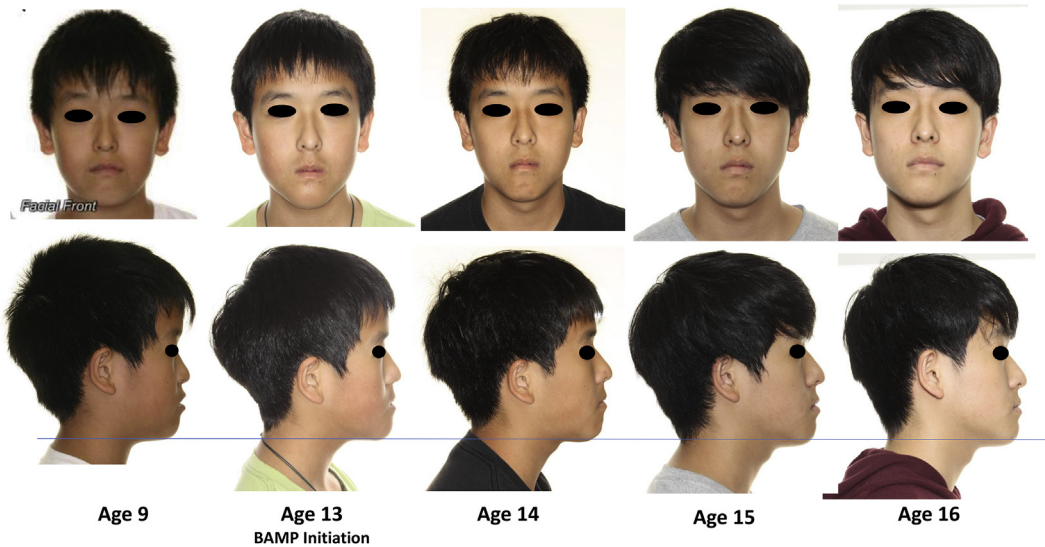 Facial Front
Age 9
Age 13
BAMP Initiation
Age 14
Age 15
Age 16